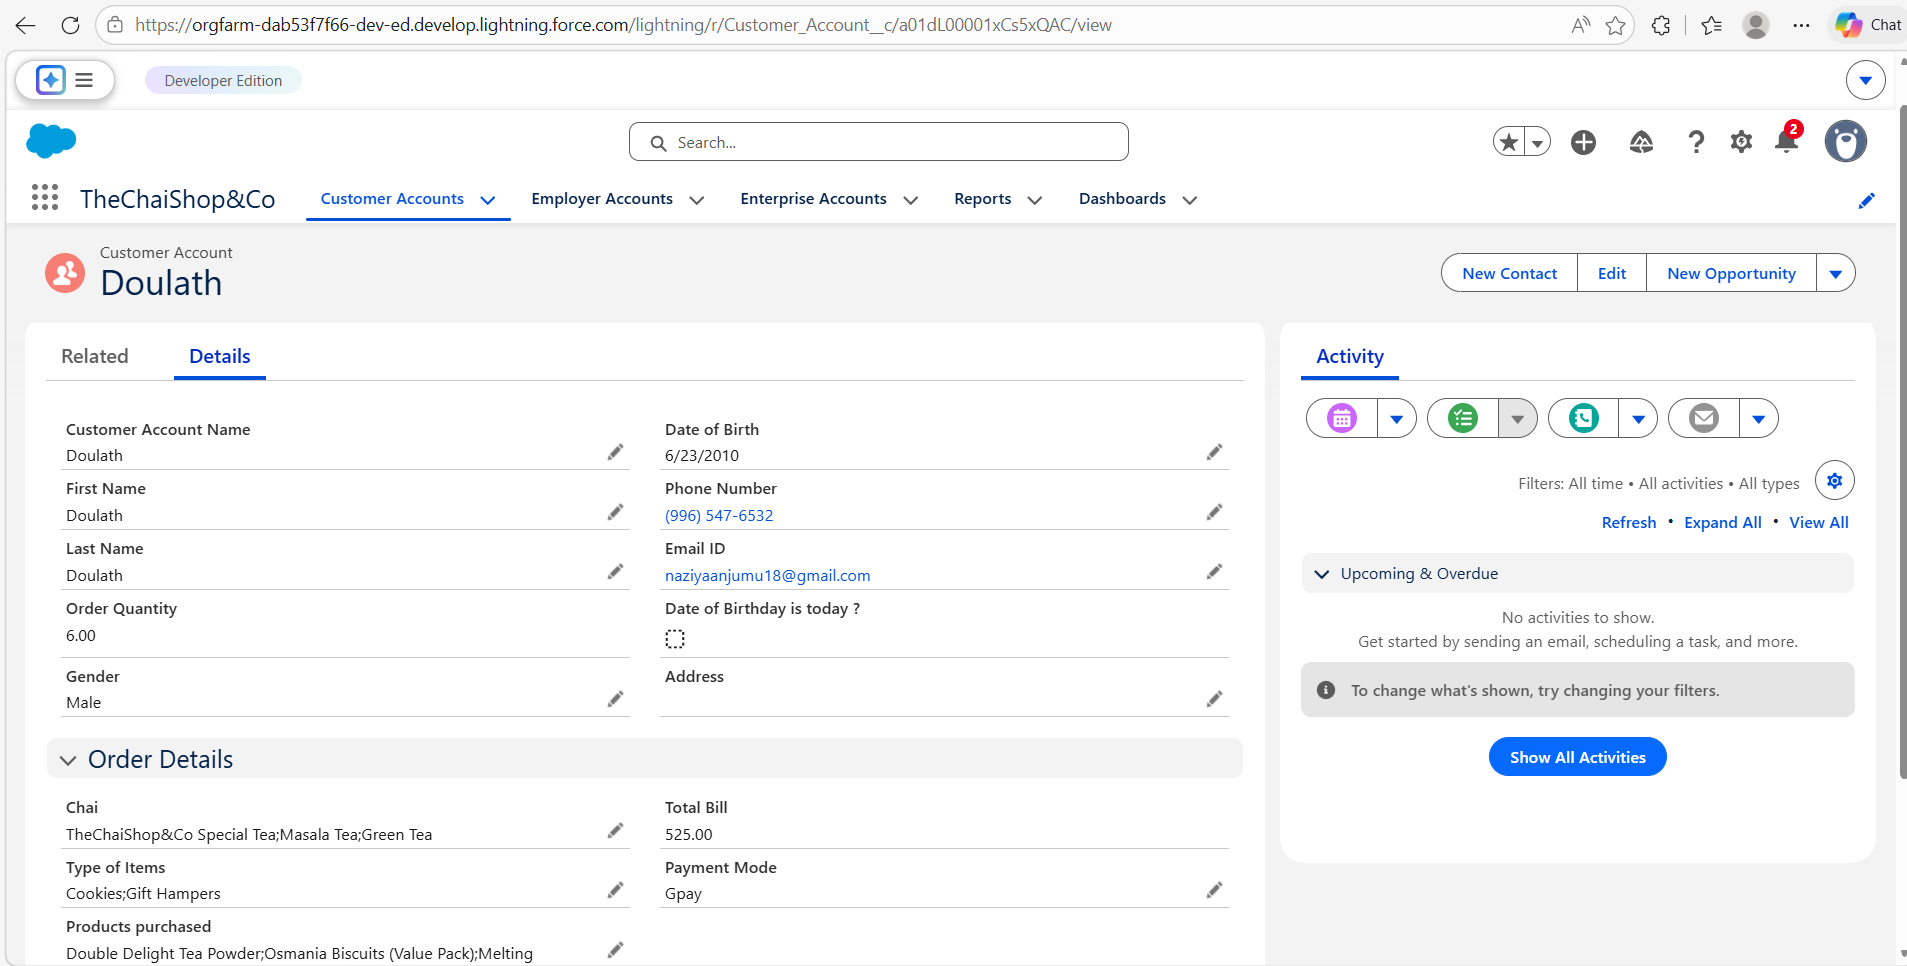 https://orgfarm-dab53f7f66-dev-ed.develop.lightning.force.com/lightning/r/Customer_Account__c/a01dL00001xCs5xQAC/view
Chat
Developer Edition
Search...
2
TheChaiShop&Co
Customer Accounts
Employer Accounts
Enterprise Accounts
Reports
Dashboards
Customer Account
Doulath
New Contact
Edit
New Opportunity
Related
Details
Customer Account Name
Doulath
Date of Birth
6/23/2010
First Name
Doulath
Phone Number
(996) 547-6532
Last Name
Doulath
Email ID
naziyaanjumu18@gmail.com
Order Quantity
6.00
Date of Birthday is today ?
Gender
Male
Address
Order Details
Chai
TheChaiShop&Co Special Tea;Masala Tea;Green Tea
Total Bill
525.00
Type of Items
Cookies;Gift Hampers
Payment Mode
Gpay
Products purchased
Double Delight Tea Powder;Osmania Biscuits (Value Pack);Melting
Activity
Filters: All time • All activities • All types
Refresh • Expand All • View All
Upcoming & Overdue
No activities to show.
Get started by sending an email, scheduling a task, and more.
To change what's shown, try changing your filters.
Show All Activities